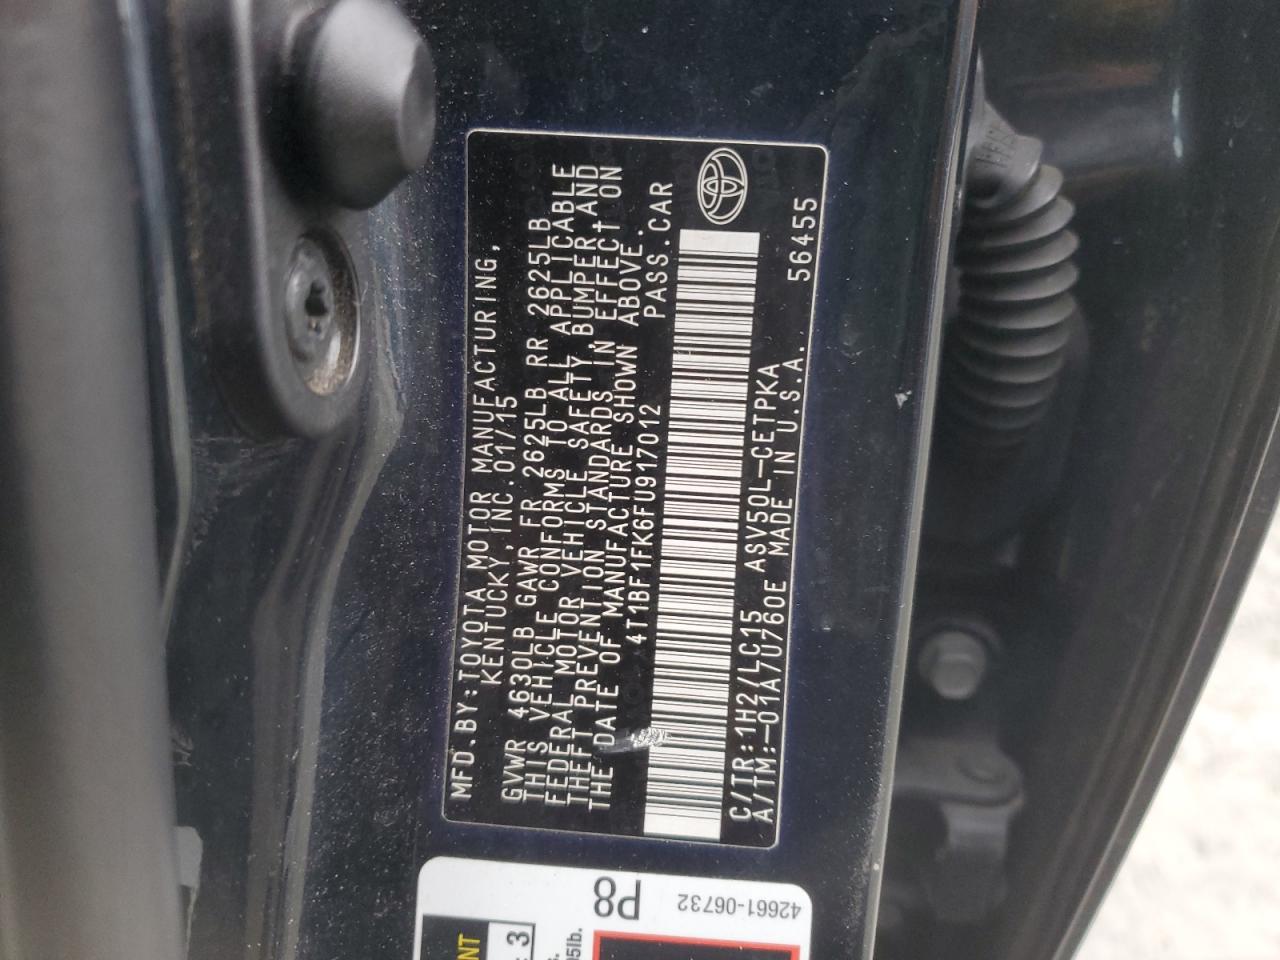 MFD.BY:TOYOTA MOTOR MANUFACTURING,
KENTUCKY,INC.01/15
GVWR 4630LB GAWR FR 2625LB RR 2625LB
THIS VEHICLE CONFORMS TO ALL APPLICABLE
FEDERAL MOTOR VEHICLE SAFETY,BUMPER,AND
THEFT PREVENTION STANDARDS IN EFFECT ON
THE DATE OF MANUFACTURE SHOWN ABOVE.
4T1BF1FK6FU917012 PASS.CAR
C/TR:1H2/LC15 ASV50L-CETPKA
A/TM:-01A/U760E MADE IN U.S.A. 56455
P8
42661-06732
3